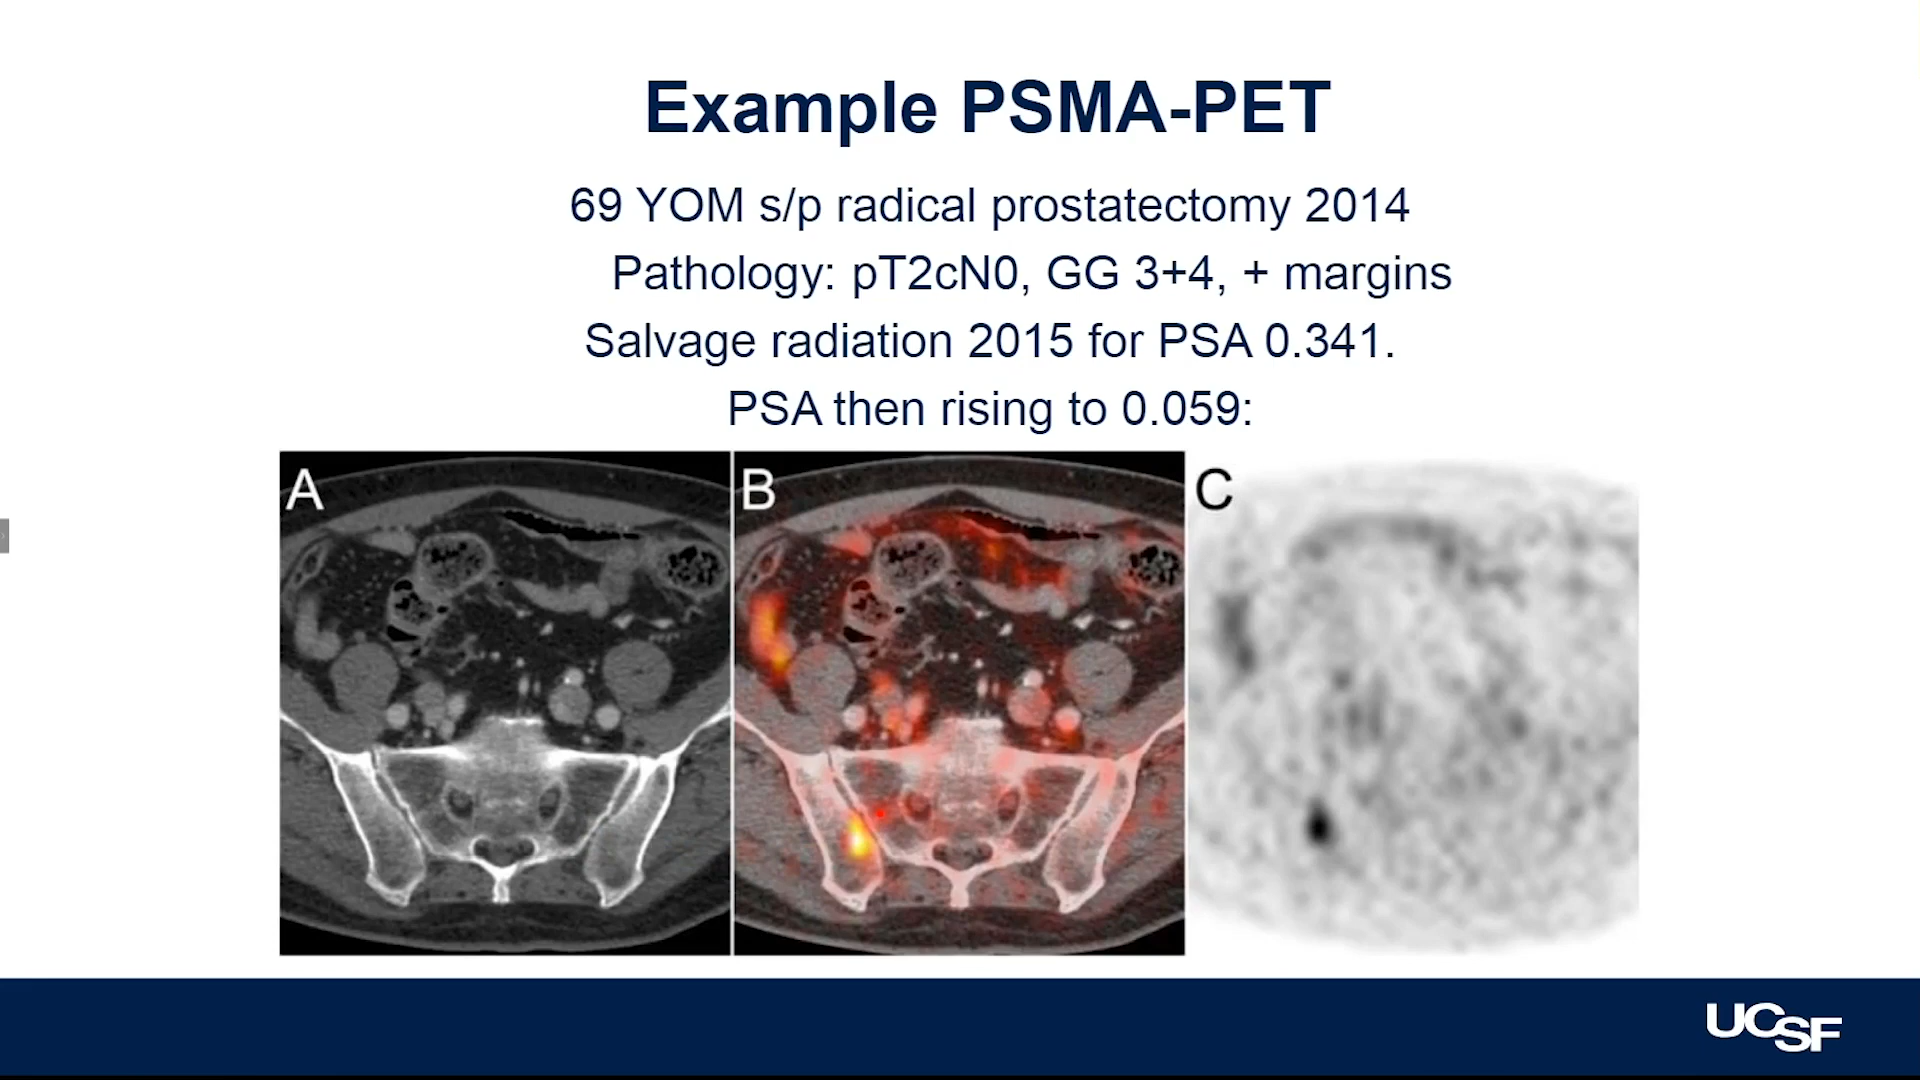 Example PSMA-PET
69 YOM s/p radical prostatectomy 2014
Pathology: pT2cN0, GG 3+4, + margins
Salvage radiation 2015 for PSA 0.341.
PSA then rising to 0.059:
A
B
C
UCSF